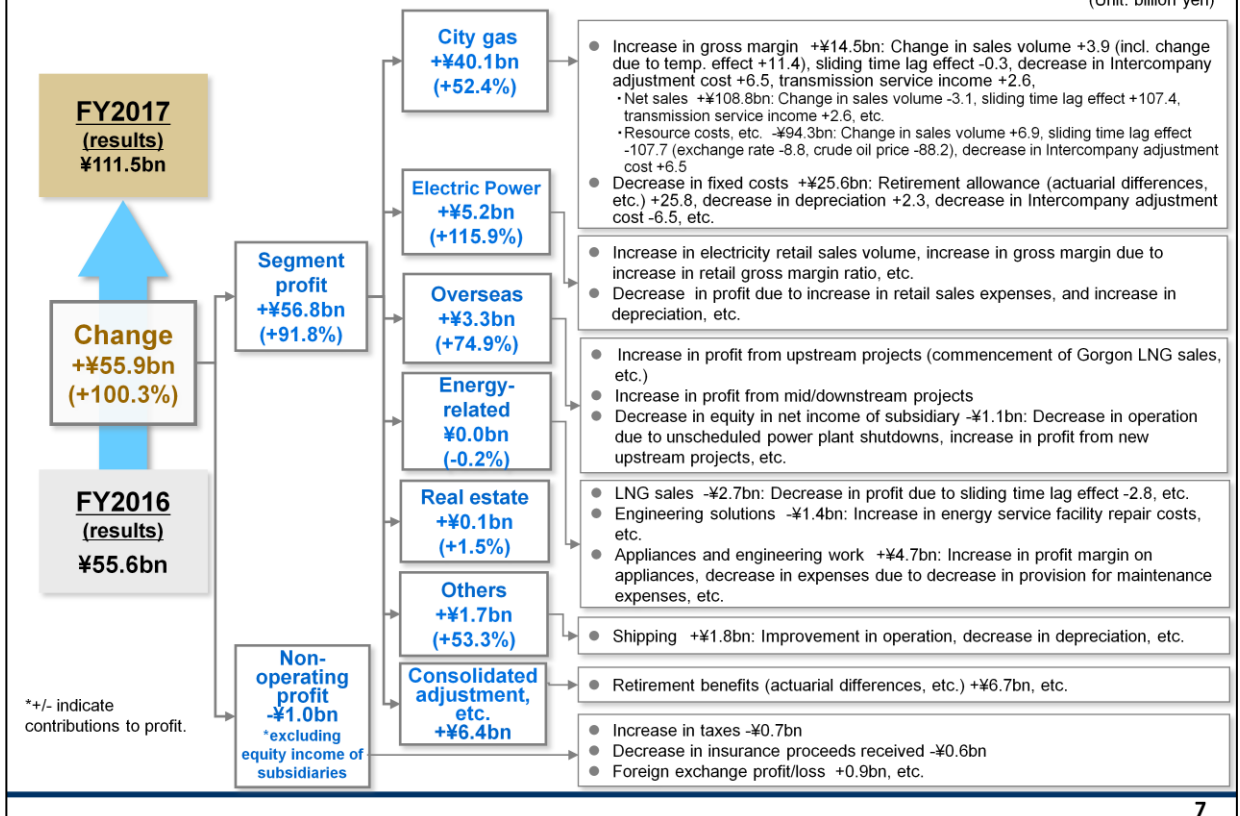 (Unit: billion yen)
FY2017
(results)
¥111.5bn
Change
+¥55.9bn
(+100.3%)
FY2016
(results)
¥55.6bn
*+/- indicate
contributions to profit.
Segment
profit
+¥56.8bn
(+91.8%)
Non-
operating
profit
-¥1.0bn
*excluding
equity income of
subsidiaries
City gas
+¥40.1bn
(+52.4%)
Electric Power
+¥5.2bn
(+115.9%)
Overseas
+¥3.3bn
(+74.9%)
Energy-
related
¥0.0bn
(-0.2%)
Real estate
+¥0.1bn
(+1.5%)
Others
+¥1.7bn
(+53.3%)
Consolidated
adjustment,
etc.
+¥6.4bn
● Increase in gross margin +¥14.5bn: Change in sales volume +3.9 (incl. change
due to temp. effect +11.4), sliding time lag effect -0.3, decrease in Intercompany
adjustment cost +6.5, transmission service income +2.6,
・Net sales +¥108.8bn: Change in sales volume -3.1, sliding time lag effect +107.4,
transmission service income +2.6, etc.
・Resource costs, etc. -¥94.3bn: Change in sales volume +6.9, sliding time lag effect
-107.7 (exchange rate -8.8, crude oil price -88.2), decrease in Intercompany adjustment
cost +6.5
● Decrease in fixed costs +¥25.6bn: Retirement allowance (actuarial differences,
etc.) +25.8, decrease in depreciation +2.3, decrease in Intercompany adjustment
cost -6.5, etc.
● Increase in electricity retail sales volume, increase in gross margin due to
increase in retail gross margin ratio, etc.
● Decrease in profit due to increase in retail sales expenses, and increase in
depreciation, etc.
● Increase in profit from upstream projects (commencement of Gorgon LNG sales,
etc.)
● Increase in profit from mid/downstream projects
● Decrease in equity in net income of subsidiary -¥1.1bn: Decrease in operation
due to unscheduled power plant shutdowns, increase in profit from new
upstream projects, etc.
● LNG sales -¥2.7bn: Decrease in profit due to sliding time lag effect -2.8, etc.
● Engineering solutions -¥1.4bn: Increase in energy service facility repair costs,
etc.
● Appliances and engineering work +¥4.7bn: Increase in profit margin on
appliances, decrease in expenses due to decrease in provision for maintenance
expenses, etc.
● Shipping +¥1.8bn: Improvement in operation, decrease in depreciation, etc.
● Retirement benefits (actuarial differences, etc.) +¥6.7bn, etc.
● Increase in taxes -¥0.7bn
● Decrease in insurance proceeds received -¥0.6bn
● Foreign exchange profit/loss +0.9bn, etc.
7